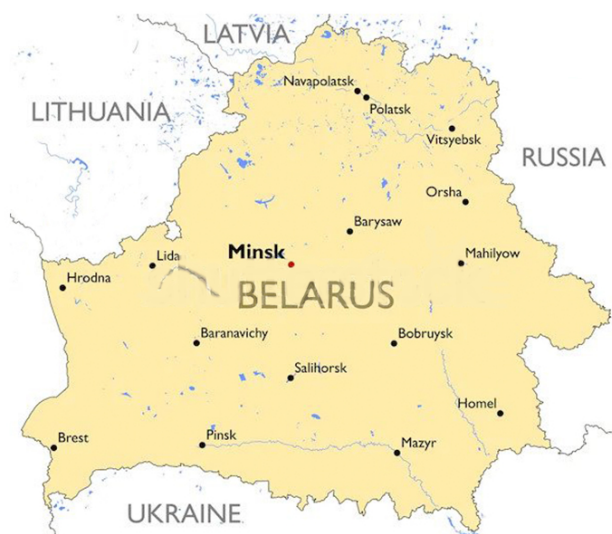 LATVIA
LITHUANIA
Navapolatsk
Polatsk
Vitsyebsk
RUSSIA
Orsha
Barysaw
Minsk
Lida
Mahilyow
Hrodna
BELARUS
Baranavichy
Bobruysk
Salihorsk
Homel
Brest
Pinsk
Mazyr
UKRAINE